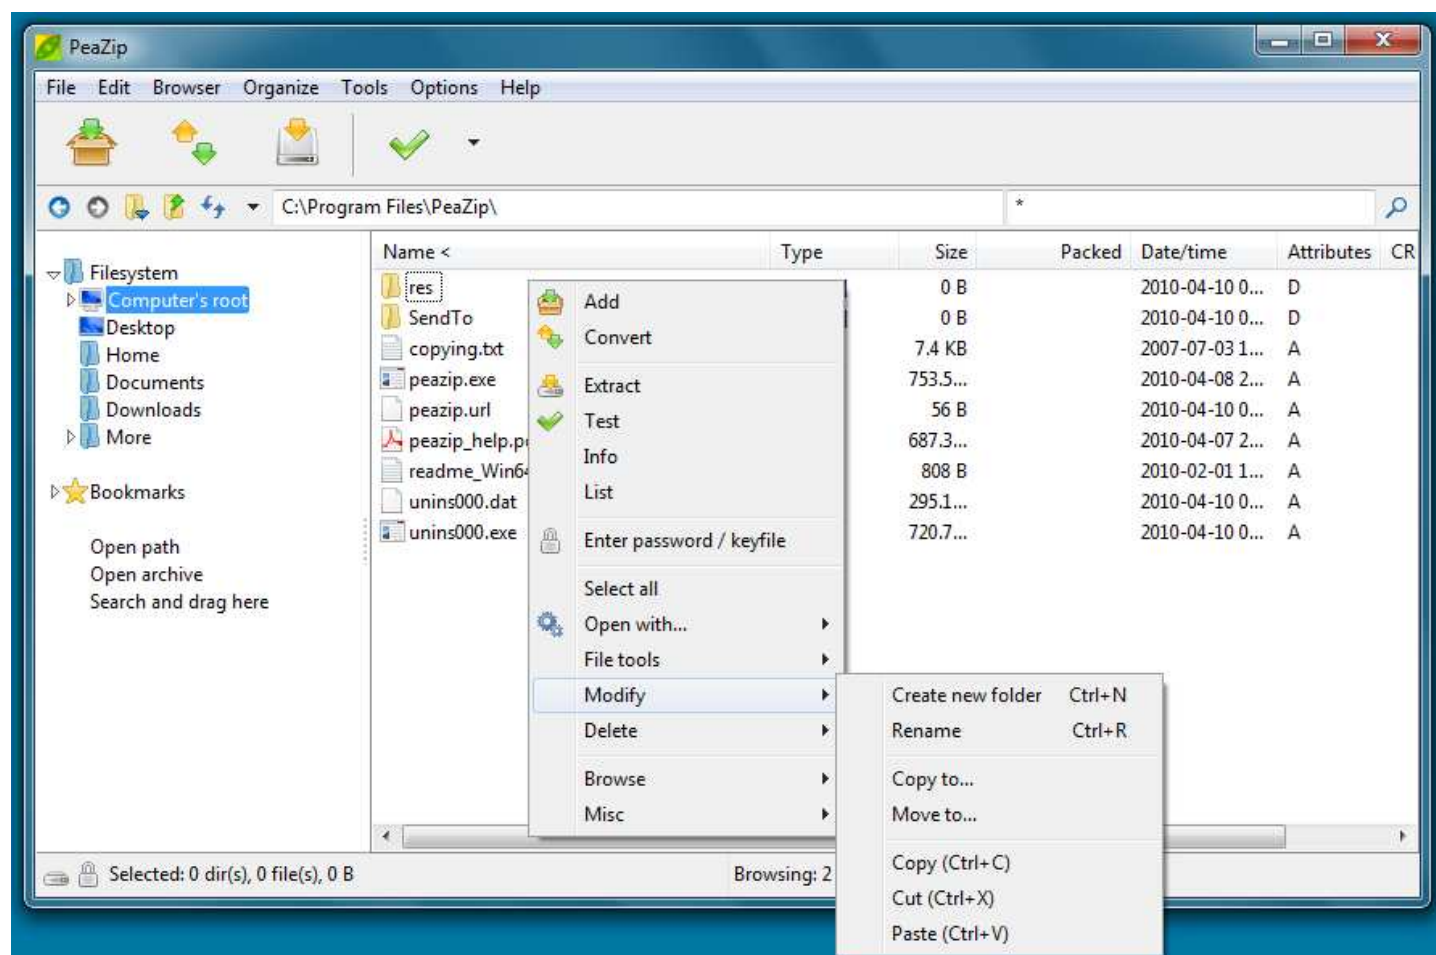 PeaZip
File Edit Browser Organize Tools Options Help
C:\Program Files\PeaZip\ *
Name < Type Size Packed Date/time Attributes CR
Filesystem
Computer's root
Desktop
Home
Documents
Downloads
More
Bookmarks
Open path
Open archive
Search and drag here
res 0 B 2010-04-10 0... D
SendTo 0 B 2010-04-10 0... D
copying.txt 7.4 KB 2007-07-03 1... A
peazip.exe 753.5... 2010-04-08 2... A
peazip.url 56 B 2010-04-10 0... A
peazip_help.p 687.3... 2010-04-07 2... A
readme_Win64 808 B 2010-02-01 1... A
unins000.dat 295.1... 2010-04-10 0... A
unins000.exe 720.7... 2010-04-10 0... A
Add
Convert
Extract
Test
Info
List
Enter password / keyfile
Select all
Open with...
File tools
Modify
Delete
Browse
Misc
Create new folder Ctrl+N
Rename Ctrl+R
Copy to...
Move to...
Copy (Ctrl+C)
Cut (Ctrl+X)
Paste (Ctrl+V)
Selected: 0 dir(s), 0 file(s), 0 B
Browsing: 2